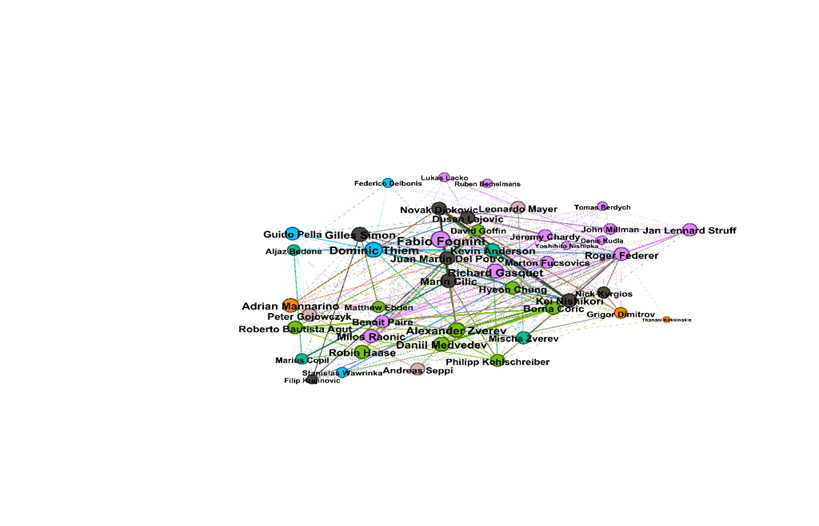 Lukas Lacko
Federico Delbonis
Ruben Bemelmans
Novak Djokovic
Leonardo Mayer
Tomas Berdych
Dusan Lajovic
David Goffin
John Millman
Jan Lennard Struff
Guido Pella
Gilles Simon
Fabio Fognini
Jeremy Chardy
Denis Kudla
Yoshihito Nishioka
Aljaz Bedene
Dominic Thiem
Kevin Anderson
Roger Federer
Juan Martin Del Potro
Marton Fucsovics
Richard Gasquet
Marin Cilic
Hyeon Chung
Nick Kyrgios
Kei Nishikori
Adrian Mannarino
Matthew Ebden
Borna Coric
Peter Gojowczyk
Grigor Dimitrov
Benoit Paire
Roberto Bautista Agut
Alexander Zverev
Milos Raonic
Mischa Zverev
Daniil Medvedev
Robin Haase
Marius Copil
Philipp Kohlschreiber
Stanislas Wawrinka
Andreas Seppi
Filip Krajinovic